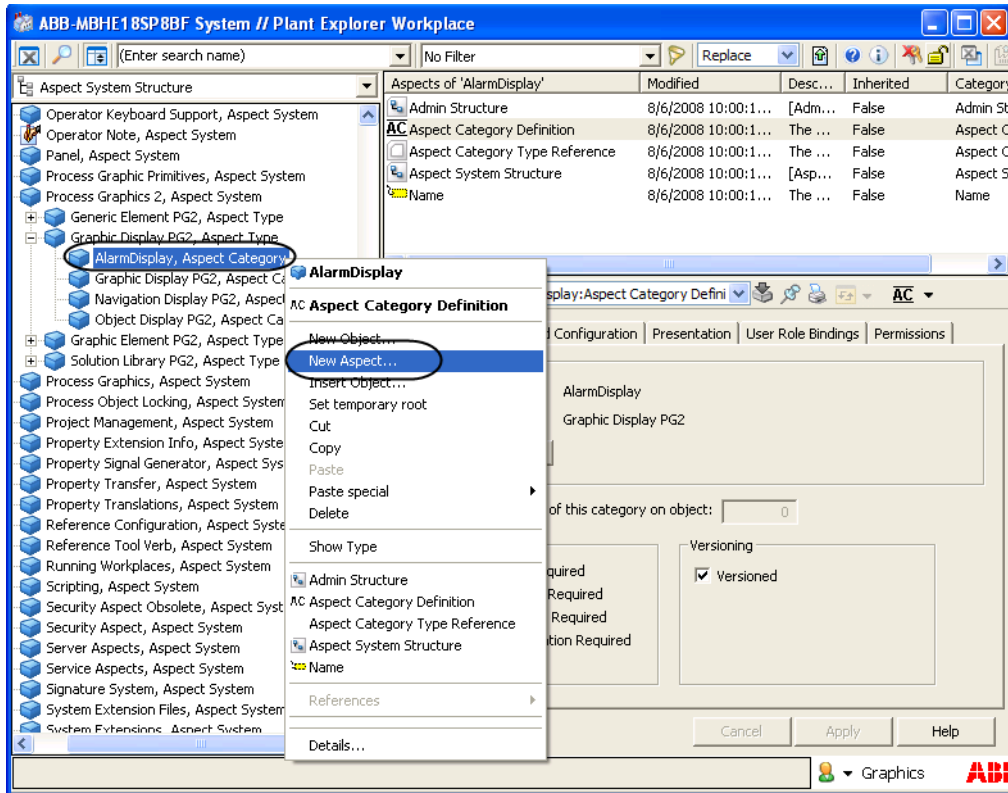 ABB-MBHE18SP8BF System // Plant Explorer Workplace
(Enter search name)
No Filter
Replace
Aspect System Structure
Operator Keyboard Support, Aspect System
Operator Note, Aspect System
Panel, Aspect System
Process Graphic Primitives, Aspect System
Process Graphics 2, Aspect System
Generic Element PG2, Aspect Type
Graphic Display PG2, Aspect Type
AlarmDisplay, Aspect Category
Graphic Display PG2, Aspect Ca
Navigation Display PG2, Aspect
Object Display PG2, Aspect Ca
Graphic Element PG2, Aspect Type
Solution Library PG2, Aspect Type
Process Graphics, Aspect System
Process Object Locking, Aspect System
Project Management, Aspect System
Property Extension Info, Aspect Syste
Property Signal Generator, Aspect Sys
Property Transfer, Aspect System
Property Translations, Aspect System
Reference Configuration, Aspect Syste
Reference Tool Verb, Aspect System
Running Workplaces, Aspect System
Scripting, Aspect System
Security Aspect Obsolete, Aspect Syst
Security Aspect, Aspect System
Server Aspects, Aspect System
Service Aspects, Aspect System
Signature System, Aspect System
System Extension Files, Aspect System
System Extensions, Aspect System
Aspects of 'AlarmDisplay' Modified Desc... Inherited Category
Admin Structure 8/6/2008 10:00:1... [Adm... False Admin St
AC Aspect Category Definition 8/6/2008 10:00:1... The ... False Aspect C
Aspect Category Type Reference 8/6/2008 10:00:1... The ... False Aspect C
Aspect System Structure 8/6/2008 10:00:1... [Asp... False Aspect S
Name 8/6/2008 10:00:1... The ... False Name
AlarmDisplay
AC Aspect Category Definition
New Object...
New Aspect...
Insert Object...
Set temporary root
Cut
Copy
Paste
Paste special
Delete
Show Type
Admin Structure
AC Aspect Category Definition
Aspect Category Type Reference
Aspect System Structure
Name
References
Details...
splay:Aspect Category Defini
AC
d Configuration Presentation User Role Bindings Permissions
AlarmDisplay
Graphic Display PG2
of this category on object: 0
quired
Required
Required
tion Required
Versioning
Versioned
Cancel Apply Help
Graphics
ABB